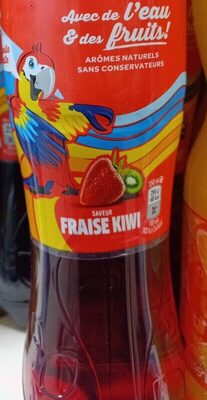 Avec de l'eau
& des fruits!
ARÔMES NATURELS
SANS CONSERVATEURS
SAVEUR
FRAISE KIWI